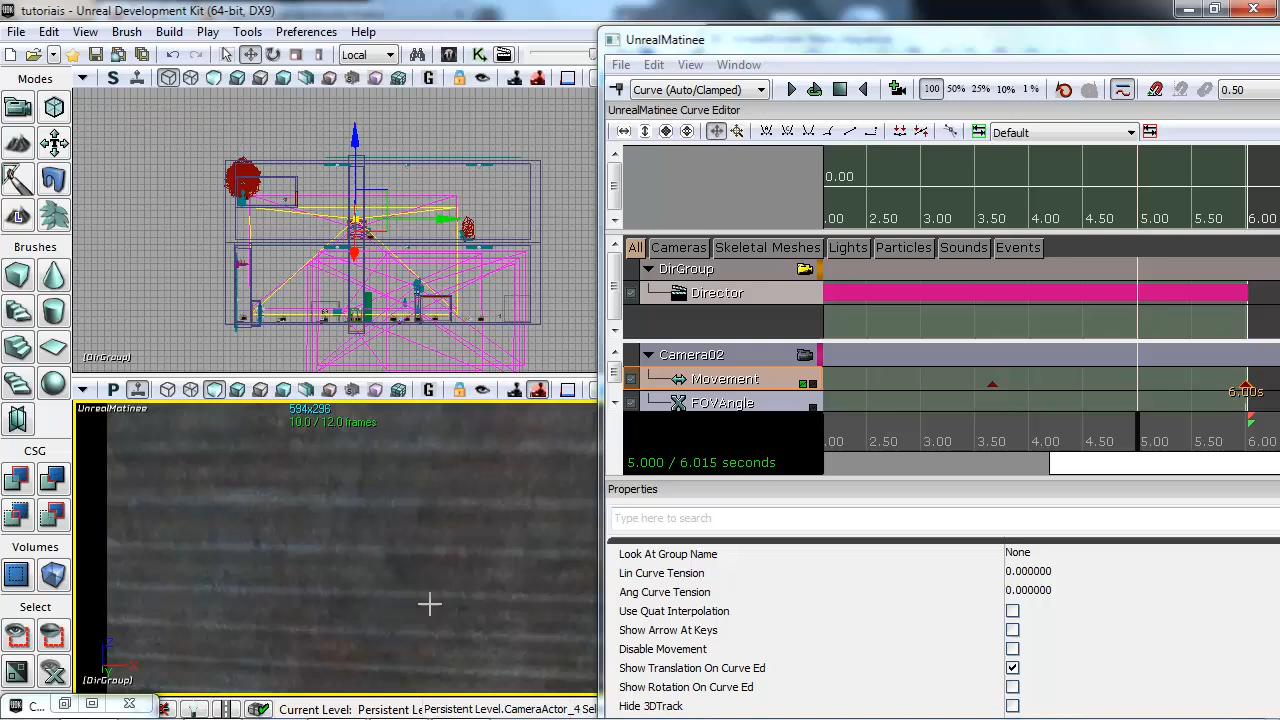 tutoriais - Unreal Development Kit (64-bit, DX9)
File Edit View Brush Build Play Tools Preferences Help
Local
Modes
S
G
Brushes
CSG
Volumes
Select
[DirGroup]
P
G
UnrealMatinee
594x296
10.0 / 12.0 frames
Z
X
Y
[DirGroup]
C...
Current Level: Persistent Le
Persistent Level.CameraActor_4 Sel
UnrealMatinee
File Edit View Window
Curve (Auto/Clamped)
100 50% 25% 10% 1 %
0.50
UnrealMatinee Curve Editor
Default
0.00
.00 2.50 3.00 3.50 4.00 4.50 5.00 5.50 6.00
All Cameras Skeletal Lights Particles Sounds Event
DirGroup
Director
Camera02
Movement
FOVAngle
6.00s
.00 2.50 3.00 3.50 4.00 4.50 5.00 5.50 6.00
5.000 / 6.015 seconds
Properties
Type here to search
Look At Group Name None
Lin Curve Tension 0.000000
Ang Curve Tension 0.000000
Use Quat Interpolation
Show Arrow At Keys
Disable Movement
Show Translation On Curve Ed
Show Rotation On Curve Ed
Hide 3DTrack